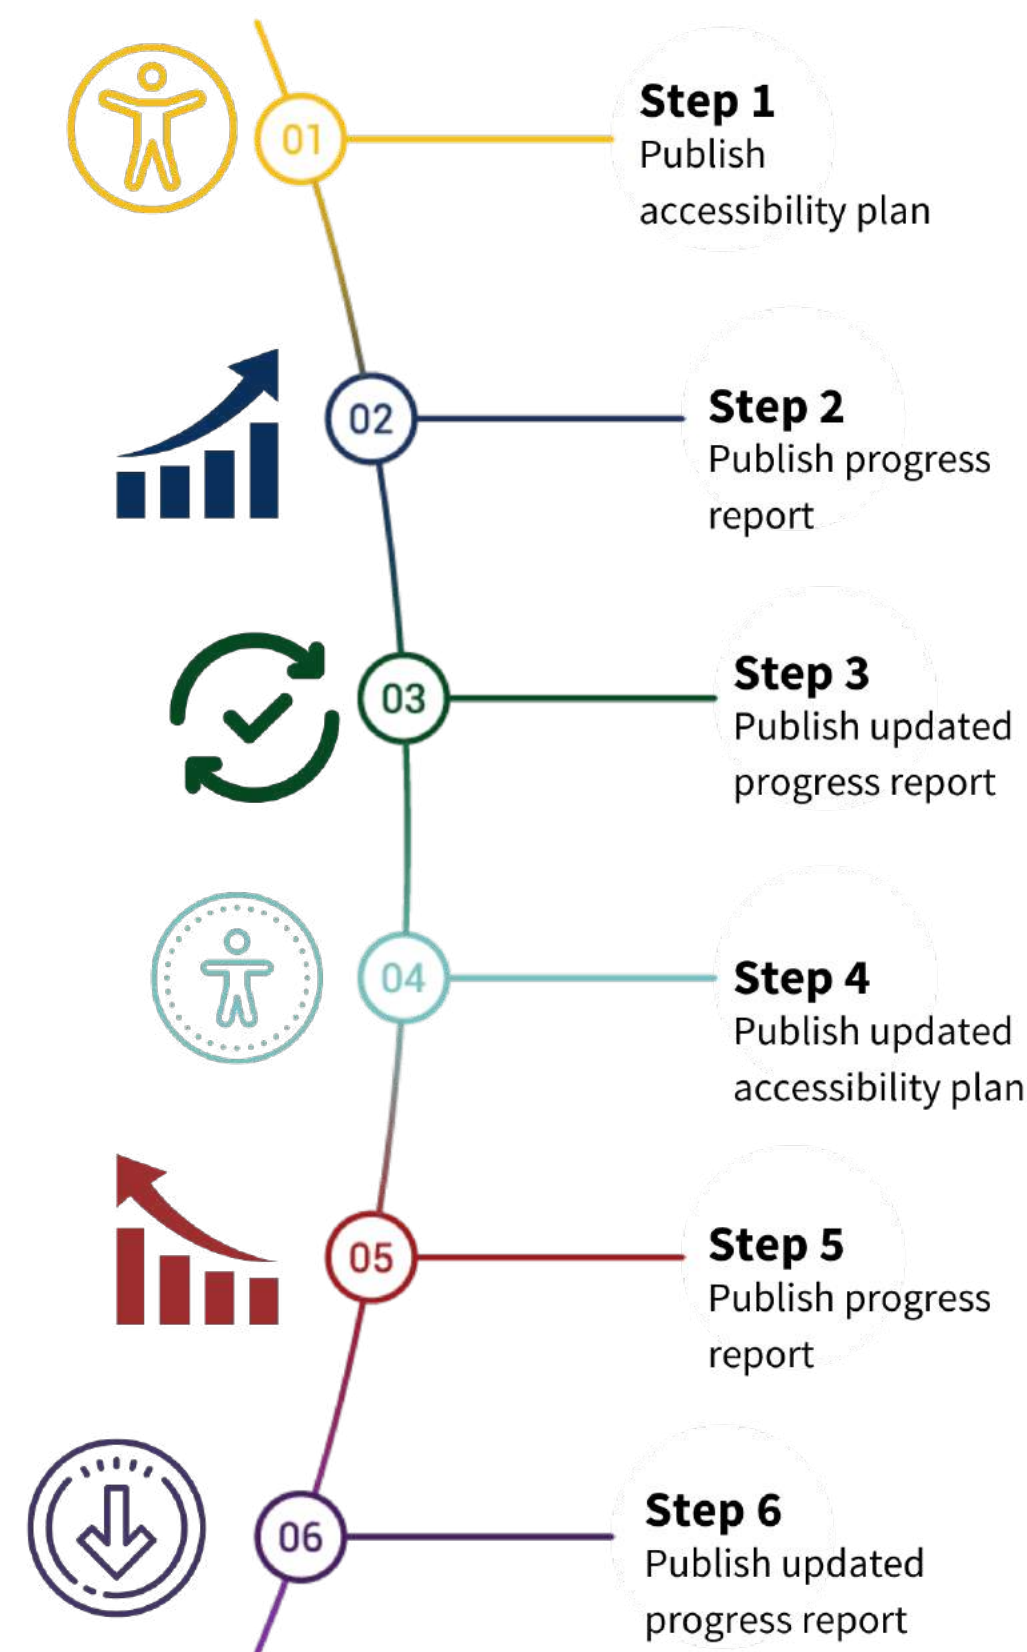 01
Step 1
Publish
accessibility plan
02
Step 2
Publish progress
report
03
Step 3
Publish updated
progress report
04
Step 4
Publish updated
accessibility plan
05
Step 5
Publish progress
report
06
Step 6
Publish updated
progress report